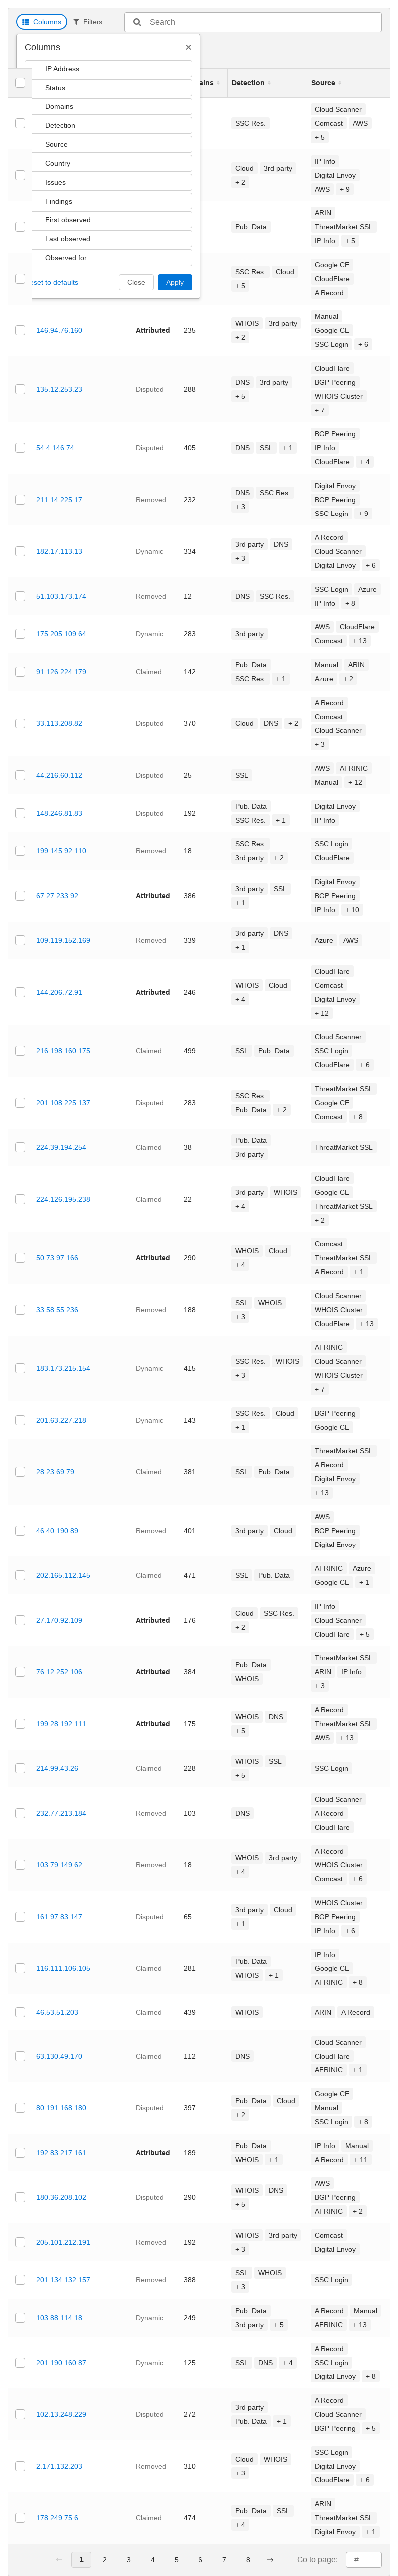 Columns
Filters
Search
Columns
IP Address
Status
Domains
Detection
Source
Country
Issues
Findings
First observed
Last observed
Observed for
Close
Apply
Detection
Source
SSC Res.
Cloud Scanner
Comcast AWS
+ 5
Cloud 3rd party
+ 2
IP Info
Digital Envoy
AWS + 9
Pub. Data
ARIN
ThreatMarket SSL
IP Info + 5
SSC Res. Cloud
+ 5
Google CE
CloudFlare
A Record
146.94.76.160 Attributed 235
WHOIS 3rd party
+ 2
Manual
Google CE
SSC Login + 6
135.12.253.23 Disputed 288
DNS 3rd party
+ 5
CloudFlare
BGP Peering
WHOIS Cluster
+ 7
54.4.146.74 Disputed 405
DNS SSL + 1
BGP Peering
IP Info
CloudFlare + 4
211.14.225.17 Removed 232
DNS SSC Res.
+ 3
Digital Envoy
BGP Peering
SSC Login + 9
182.17.113.13 Dynamic 334
3rd party DNS
+ 3
A Record
Cloud Scanner
Digital Envoy + 6
51.103.173.174 Removed 12
DNS SSC Res.
SSC Login Azure
IP Info + 8
175.205.109.64 Dynamic 283
3rd party
AWS CloudFlare
Comcast + 13
91.126.224.179 Claimed 142
Pub. Data
SSC Res. + 1
Manual ARIN
Azure + 2
33.113.208.82 Disputed 370
Cloud DNS + 2
A Record
Comcast
Cloud Scanner
+ 3
44.216.60.112 Disputed 25
SSL
AWS AFRINIC
Manual + 12
148.246.81.83 Disputed 192
Pub. Data
SSC Res. + 1
Digital Envoy
IP Info
199.145.92.110 Removed 18
SSC Res.
3rd party + 2
SSC Login
CloudFlare
67.27.233.92 Attributed 386
3rd party SSL
+ 1
Digital Envoy
BGP Peering
IP Info + 10
109.119.152.169 Removed 339
3rd party DNS
+ 1
Azure AWS
144.206.72.91 Attributed 246
WHOIS Cloud
+ 4
CloudFlare
Comcast
Digital Envoy
+ 12
216.198.160.175 Claimed 499
SSL Pub. Data
Cloud Scanner
SSC Login
CloudFlare + 6
201.108.225.137 Disputed 283
SSC Res.
Pub. Data + 2
ThreatMarket SSL
Google CE
Comcast + 8
224.39.194.254 Claimed 38
Pub. Data
3rd party
ThreatMarket SSL
224.126.195.238 Claimed 22
3rd party WHOIS
+ 4
CloudFlare
Google CE
ThreatMarket SSL
+ 2
50.73.97.166 Attributed 290
WHOIS Cloud
+ 4
Comcast
ThreatMarket SSL
A Record + 1
33.58.55.236 Removed 188
SSL WHOIS
+ 3
Cloud Scanner
WHOIS Cluster
CloudFlare + 13
183.173.215.154 Dynamic 415
SSC Res. WHOIS
+ 3
AFRINIC
Cloud Scanner
WHOIS Cluster
+ 7
201.63.227.218 Dynamic 143
SSC Res. Cloud
+ 1
BGP Peering
Google CE
28.23.69.79 Claimed 381
SSL Pub. Data
ThreatMarket SSL
A Record
Digital Envoy
+ 13
46.40.190.89 Removed 401
3rd party Cloud
AWS
BGP Peering
Digital Envoy
202.165.112.145 Claimed 471
SSL Pub. Data
AFRINIC Azure
Google CE + 1
27.170.92.109 Attributed 176
Cloud SSC Res.
+ 2
IP Info
Cloud Scanner
CloudFlare + 5
76.12.252.106 Attributed 384
Pub. Data
WHOIS
ThreatMarket SSL
ARIN IP Info
+ 3
199.28.192.111 Attributed 175
WHOIS DNS
+ 5
A Record
ThreatMarket SSL
AWS + 13
214.99.43.26 Claimed 228
WHOIS SSL
+ 5
SSC Login
232.77.213.184 Removed 103
DNS
Cloud Scanner
A Record
CloudFlare
103.79.149.62 Removed 18
WHOIS 3rd party
+ 4
A Record
WHOIS Cluster
Comcast + 6
161.97.83.147 Disputed 65
3rd party Cloud
+ 1
WHOIS Cluster
BGP Peering
IP Info + 6
116.111.106.105 Claimed 281
Pub. Data
WHOIS + 1
IP Info
Google CE
AFRINIC + 8
46.53.51.203 Claimed 439
WHOIS
ARIN A Record
63.130.49.170 Claimed 112
DNS
Cloud Scanner
CloudFlare
AFRINIC + 1
80.191.168.180 Disputed 397
Pub. Data Cloud
+ 2
Google CE
Manual
SSC Login + 8
192.83.217.161 Attributed 189
Pub. Data
WHOIS + 1
IP Info Manual
A Record + 11
180.36.208.102 Disputed 290
WHOIS DNS
+ 5
AWS
BGP Peering
AFRINIC + 2
205.101.212.191 Removed 192
WHOIS 3rd party
+ 3
Comcast
Digital Envoy
201.134.132.157 Removed 388
SSL WHOIS
+ 3
SSC Login
103.88.114.18 Dynamic 249
Pub. Data
3rd party + 5
A Record Manual
AFRINIC + 13
201.190.160.87 Dynamic 125
SSL DNS + 4
A Record
SSC Login
Digital Envoy + 8
102.13.248.229 Disputed 272
3rd party
Pub. Data + 1
A Record
Cloud Scanner
BGP Peering + 5
2.171.132.203 Removed 310
Cloud WHOIS
+ 3
SSC Login
Digital Envoy
CloudFlare + 6
178.249.75.6 Claimed 474
Pub. Data SSL
+ 4
ARIN
ThreatMarket SSL
Digital Envoy + 1
← 1 2 3 4 5 6 7 8 → Go to page: #